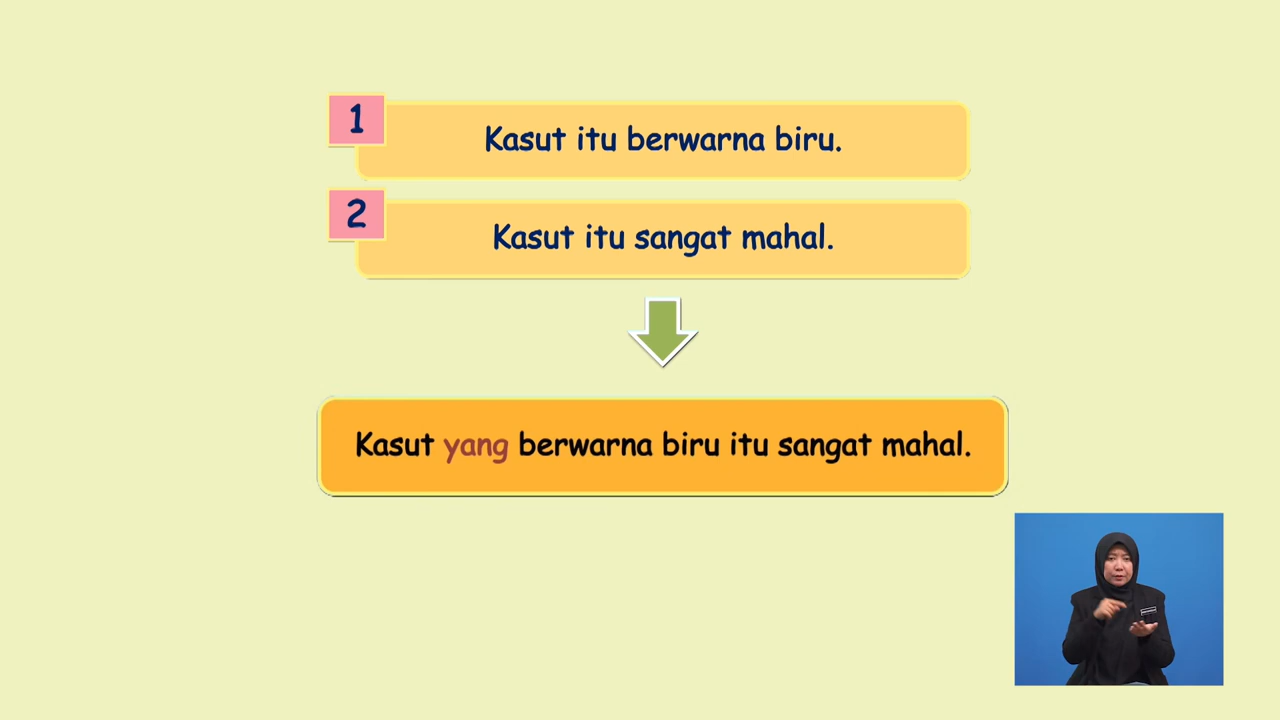 1
Kasut itu berwarna biru.
2
Kasut itu sangat mahal.
Kasut yang berwarna biru itu sangat mahal.